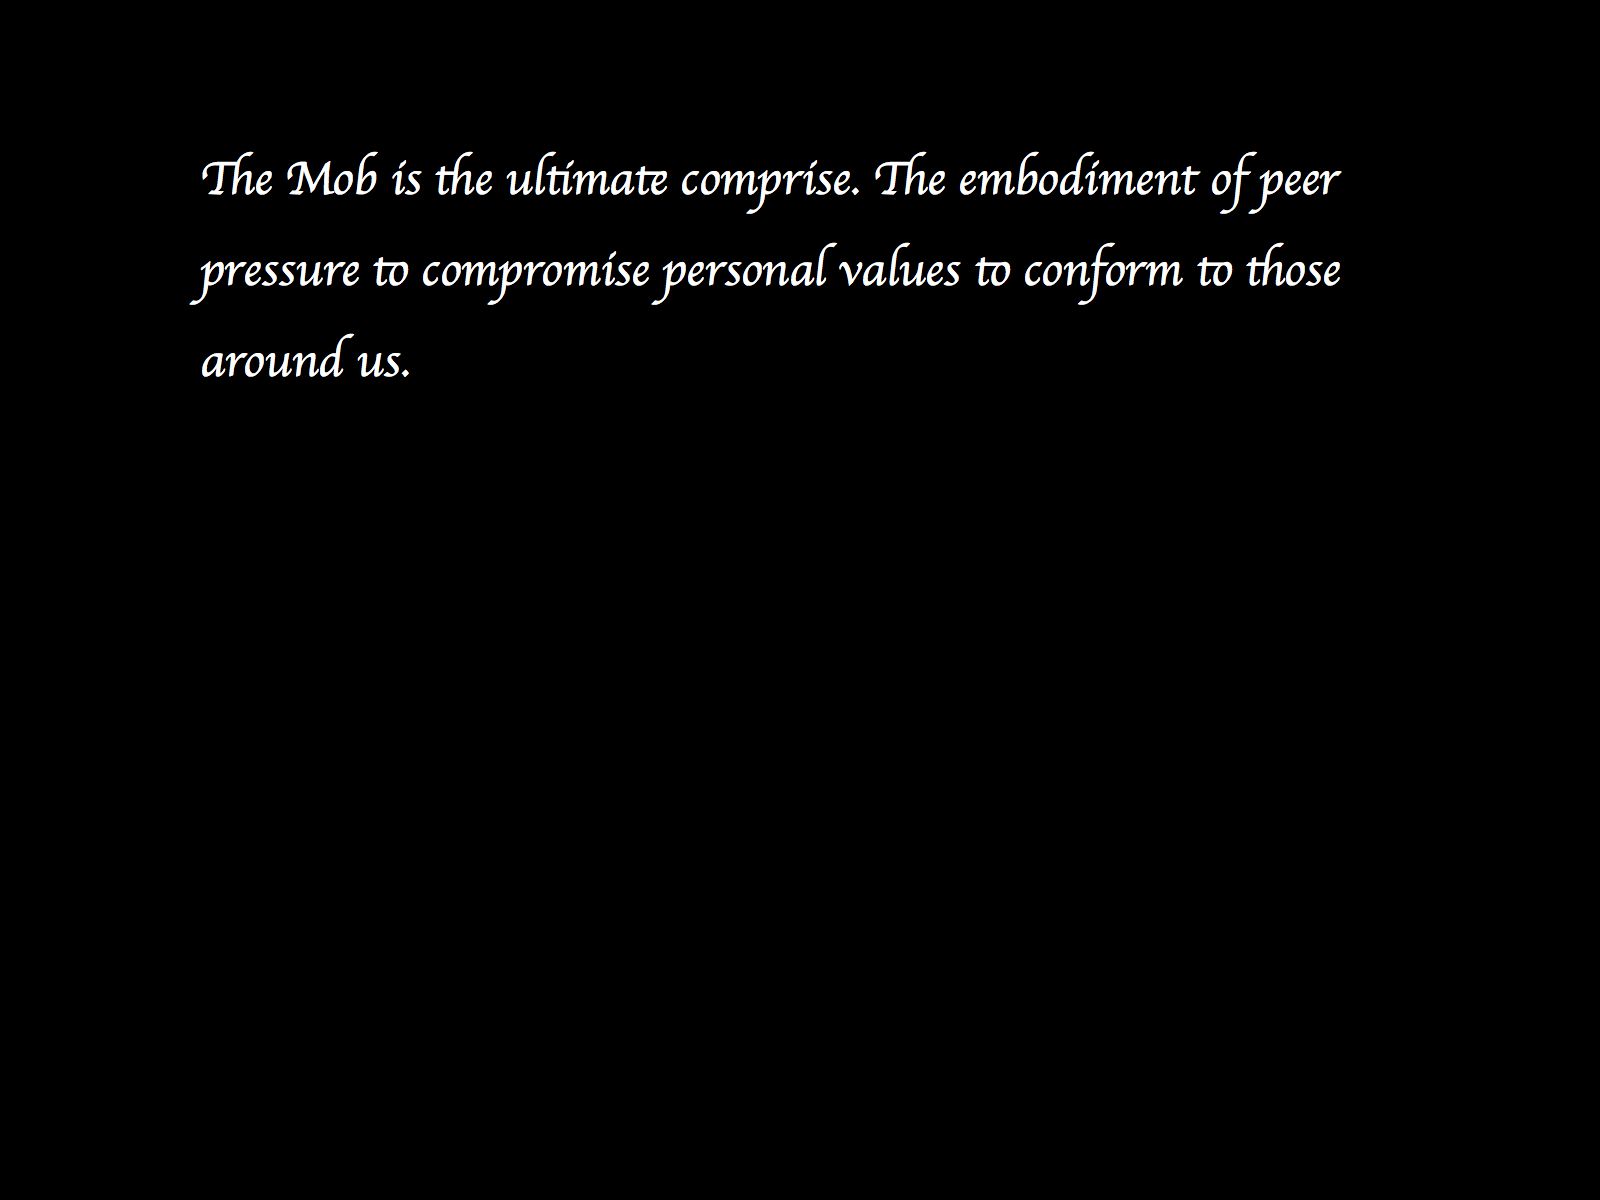 The Mob is the ultimate comprise. The embodiment of peer
pressure to compromise personal values to conform to those
around us.